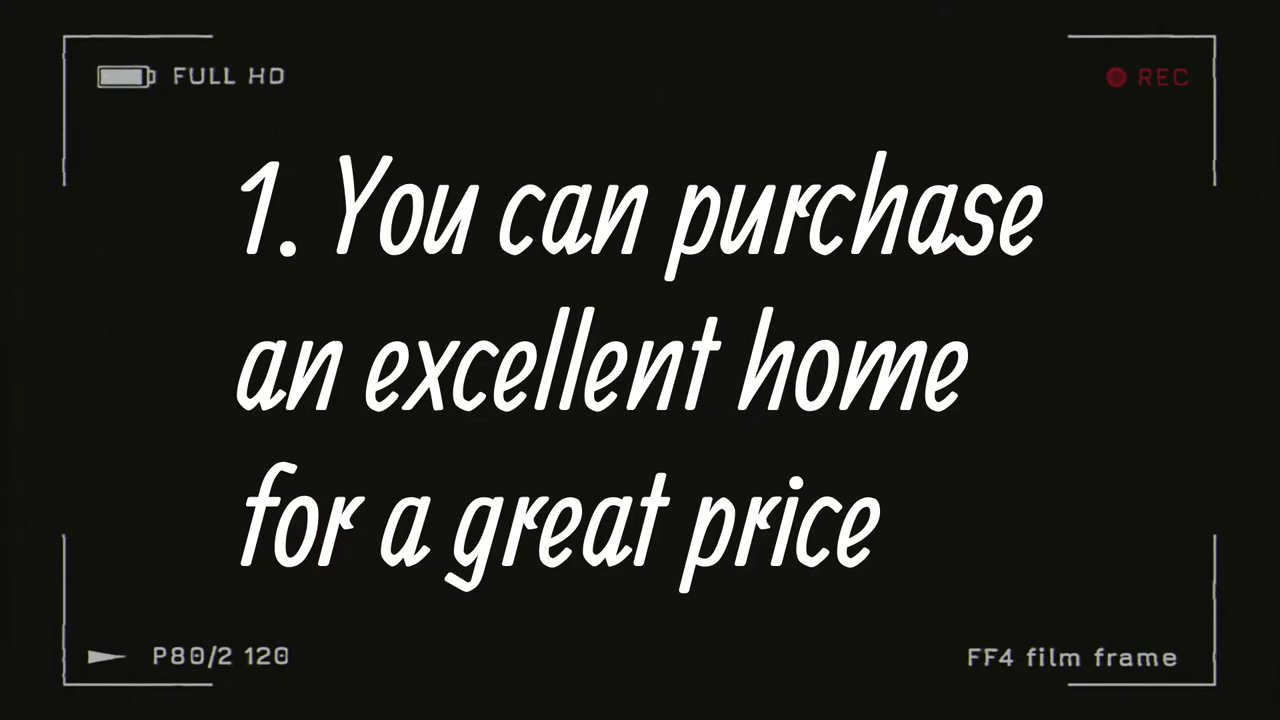 FULL HD
REC
1. You can purchase
an excellent home
for a great price
P80/2 120
FF4 film frame